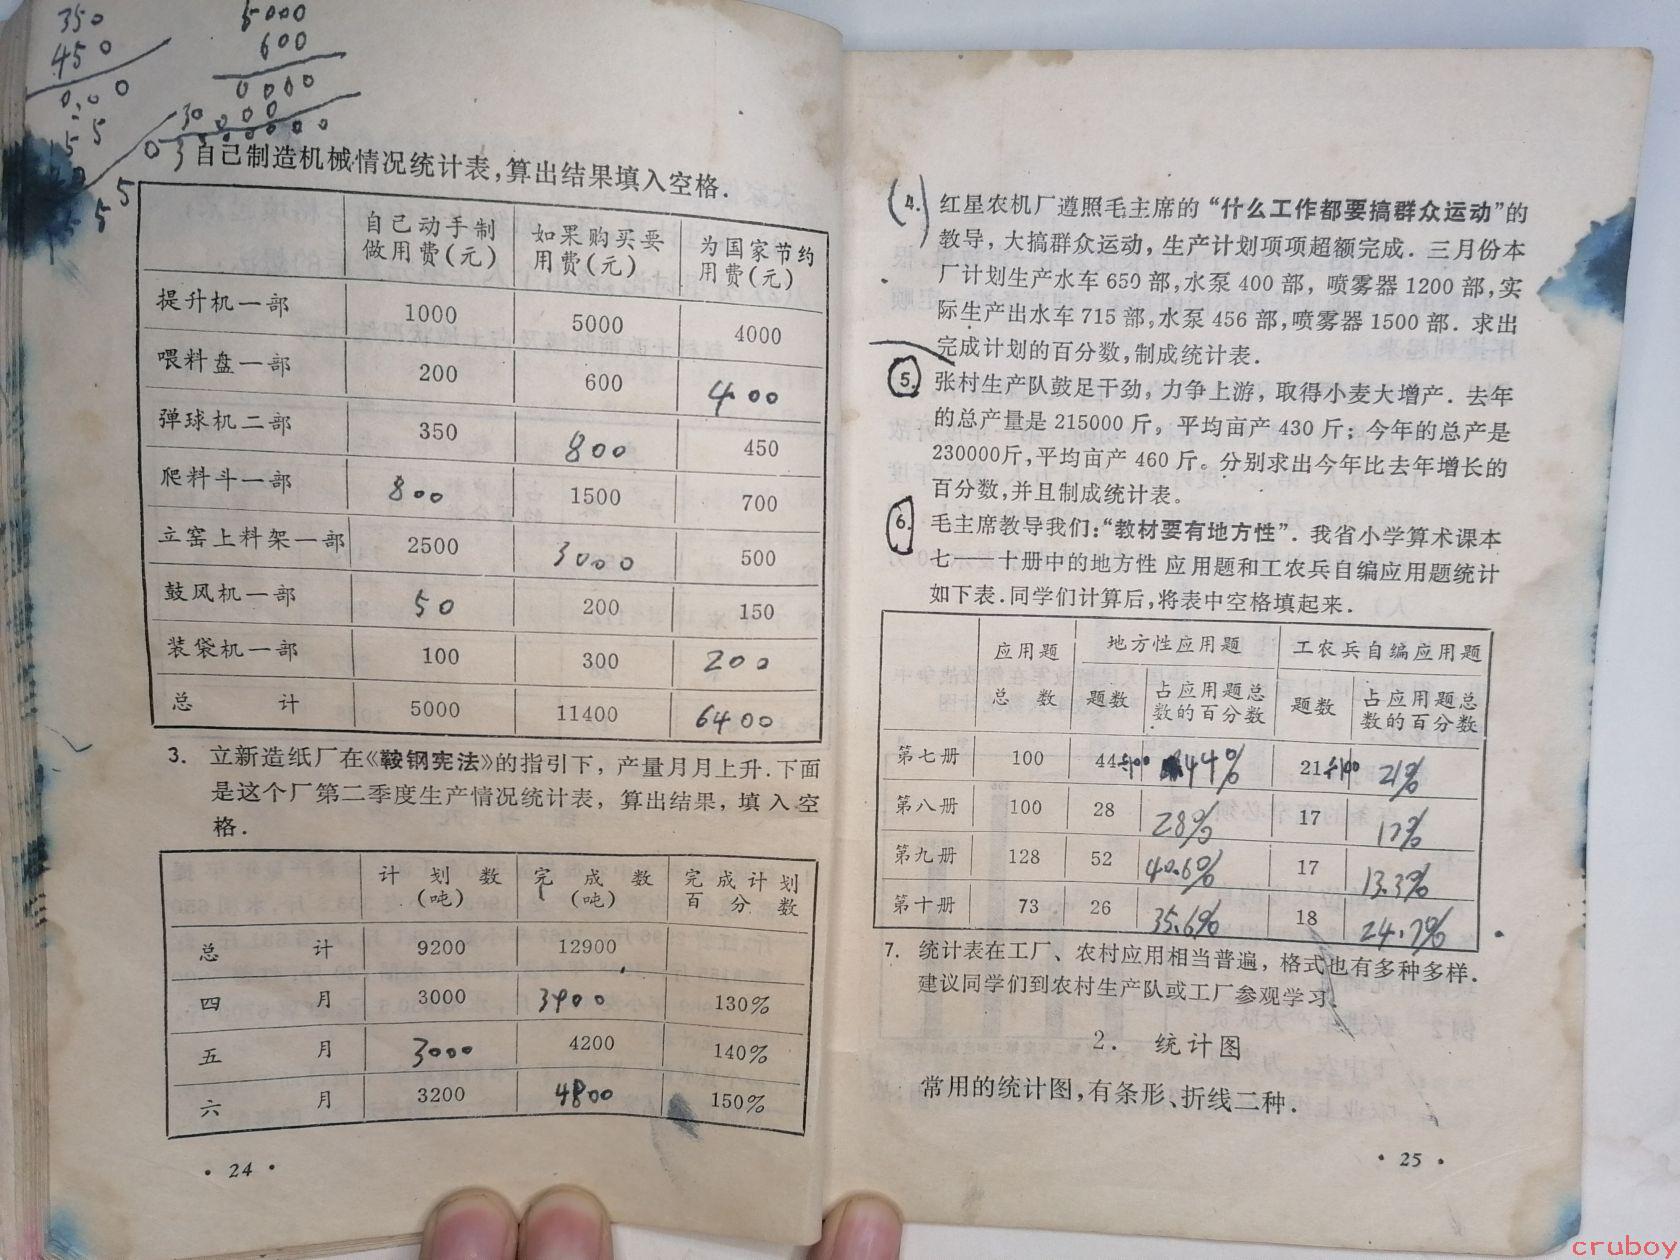 350
450
5000
600
0000
自己制造机械情况统计表,算出结果填入空格.
自己动手制做用费(元) 如果购买要用费(元) 为国家节约用费(元)
提升机一部 1000 5000 4000
喂料盘一部 200 600 400
弹球机二部 350 800 450
爬料斗一部 800 1500 700
立窑上料架一部 2500 3000 500
鼓风机一部 50 200 150
装袋机一部 100 300 200
总计 5000 11400 6400
3. 立新造纸厂在《鞍钢宪法》的指引下，产量月月上升.下面
是这个厂第二季度生产情况统计表，算出结果，填入空
格.
计划数(吨) 完成数(吨) 完成计划百分数
总计 9200 12900
四月 3000 3900 130%
五月 3000 4200 140%
六月 3200 4800 150%
· 24 ·
(4.) 红星农机厂遵照毛主席的“什么工作都要搞群众运动”的
教导，大搞群众运动，生产计划项项超额完成．三月份本
厂计划生产水车650部,水泵400部，喷雾器1200部,实
际生产出水车715部,水泵456部,喷雾器1500部．求出
完成计划的百分数,制成统计表．
5. 张村生产队鼓足干劲，力争上游，取得小麦大增产．去年
的总产量是215000斤，平均亩产430斤；今年的总产是
230000斤,平均亩产460斤。分别求出今年比去年增长的
百分数,并且制成统计表。
6. 毛主席教导我们:“教材要有地方性”．我省小学算术课本
七——十册中的地方性 应用题和工农兵自编应用题统计
如下表.同学们计算后,将表中空格填起来．
应用题总数 地方性应用题 工农兵自编应用题
题数 占应用题总数的百分数 题数 占应用题总数的百分数
第七册 100 44÷100 44% 21÷100 21%
第八册 100 28 28% 17 17%
第九册 128 52 40.6% 17 13.3%
第十册 73 26 35.6% 18 24.7%
7. 统计表在工厂、农村应用相当普遍，格式也有多种多样．
建议同学们到农村生产队或工厂参观学习.
2. 统计图
常用的统计图,有条形、折线二种．
· 25 ·
cruboy